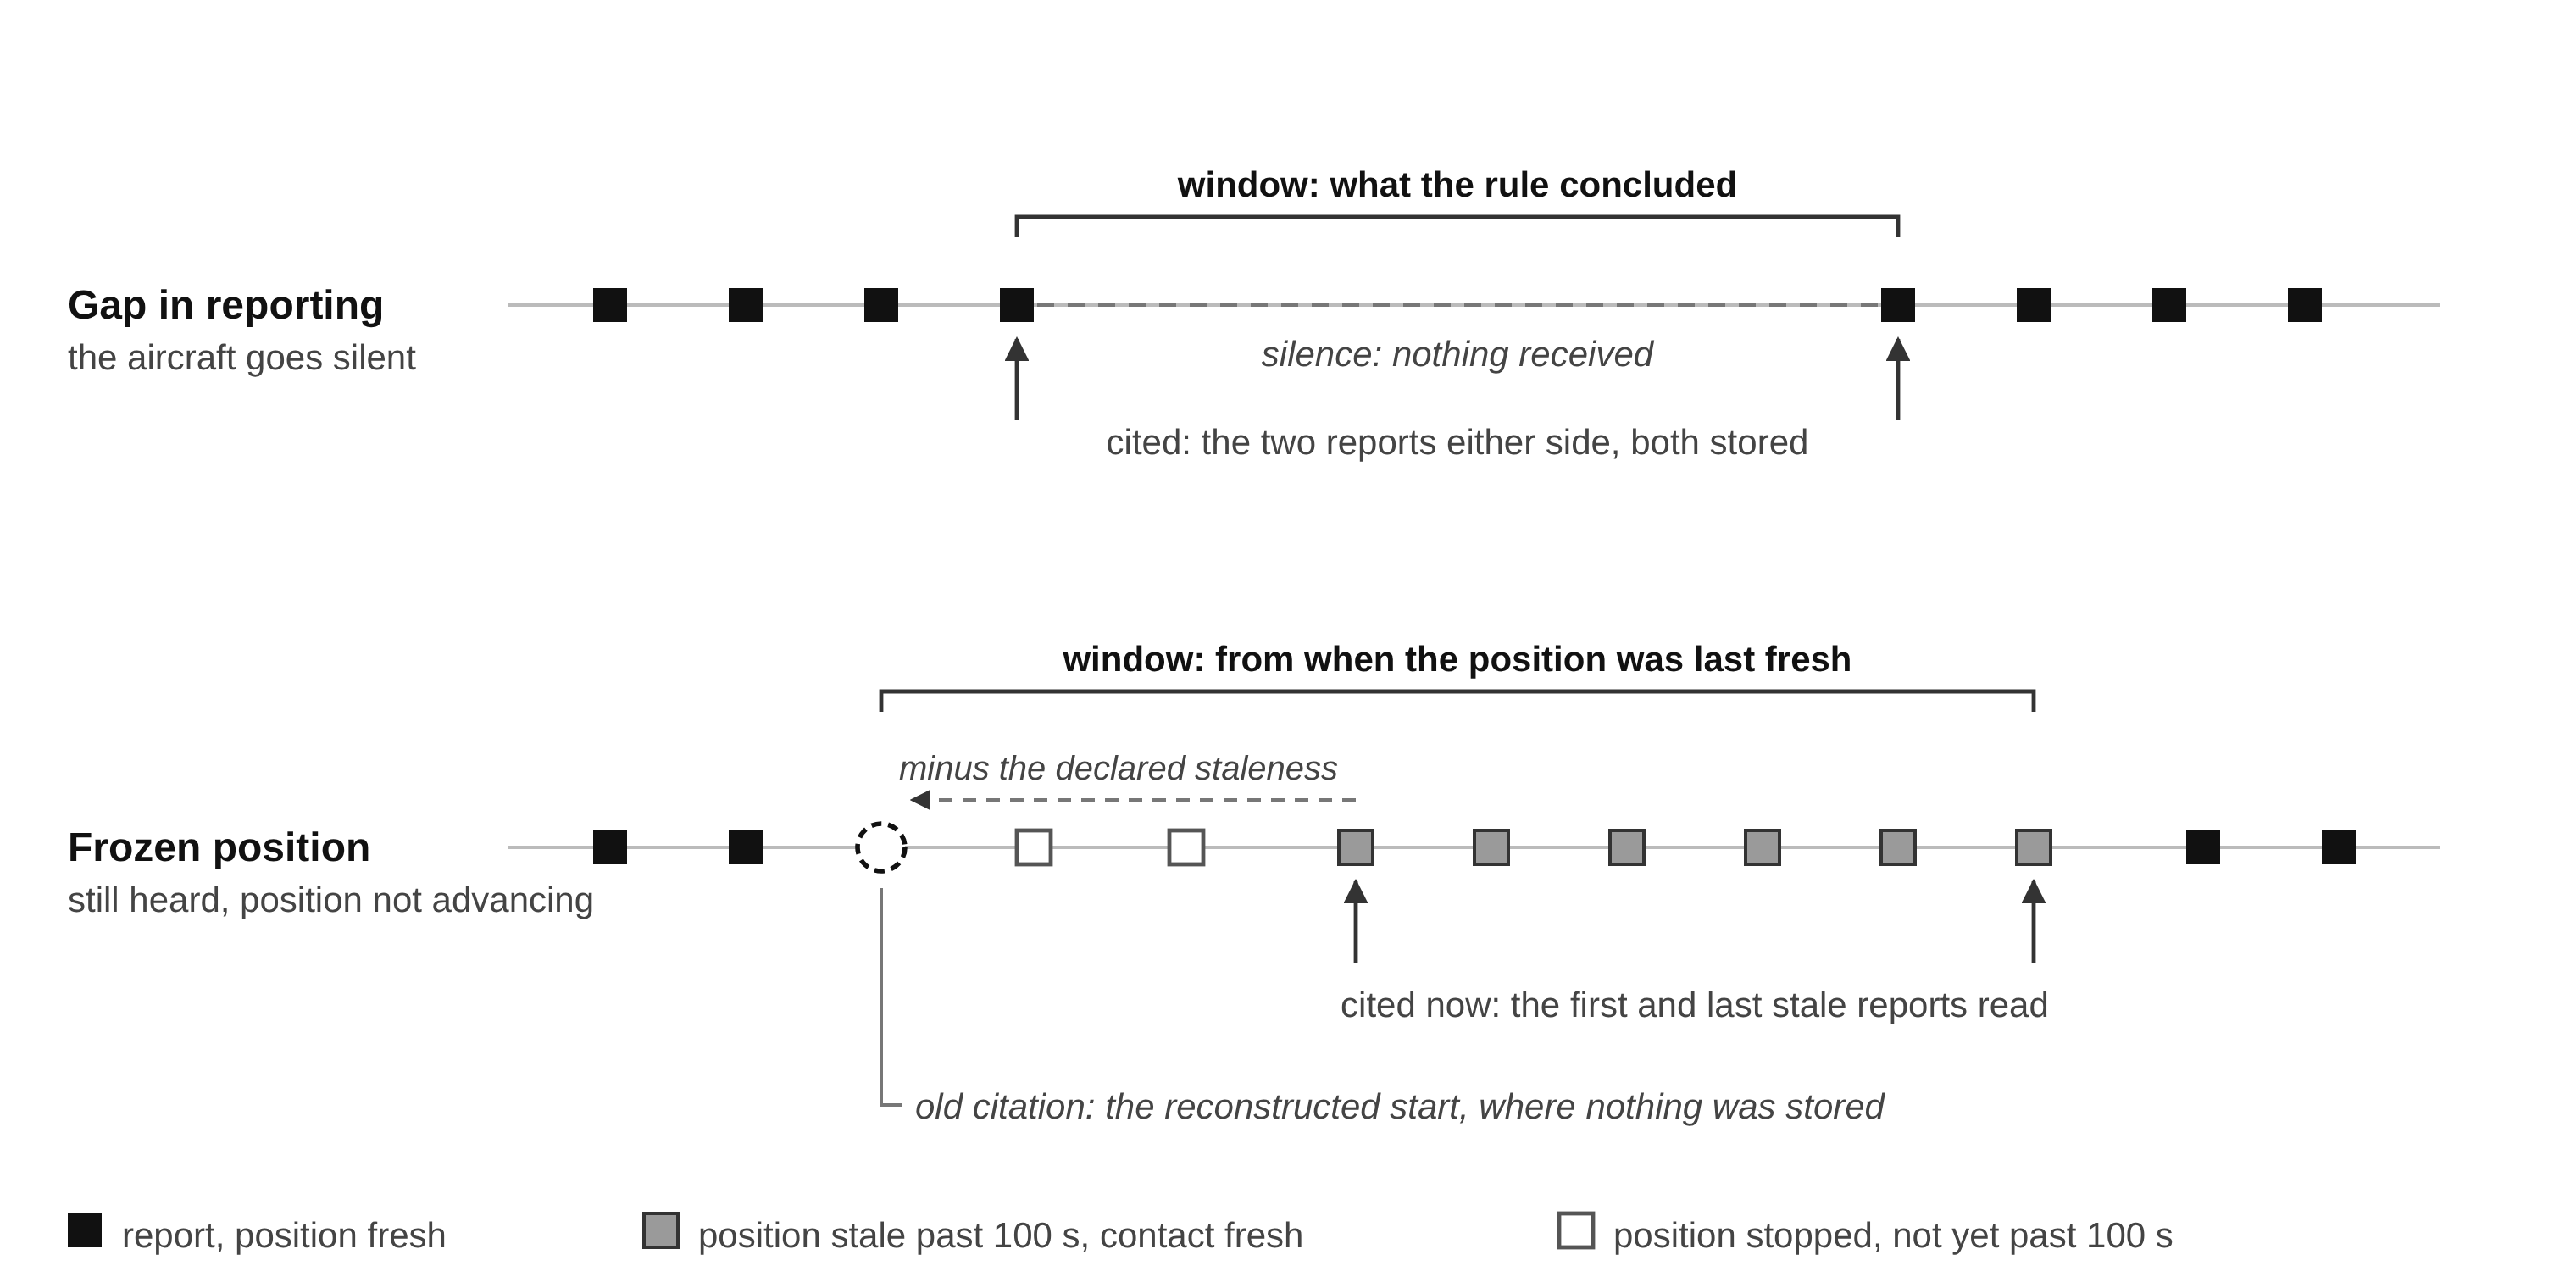 window: what the rule concluded
Gap in reporting
the aircraft goes silent
silence: nothing received
cited: the two reports either side, both stored
window: from when the position was last fresh
minus the declared staleness
Frozen position
still heard, position not advancing
cited now: the first and last stale reports read
old citation: the reconstructed start, where nothing was stored
report, position fresh
position stale past 100 s, contact fresh
position stopped, not yet past 100 s